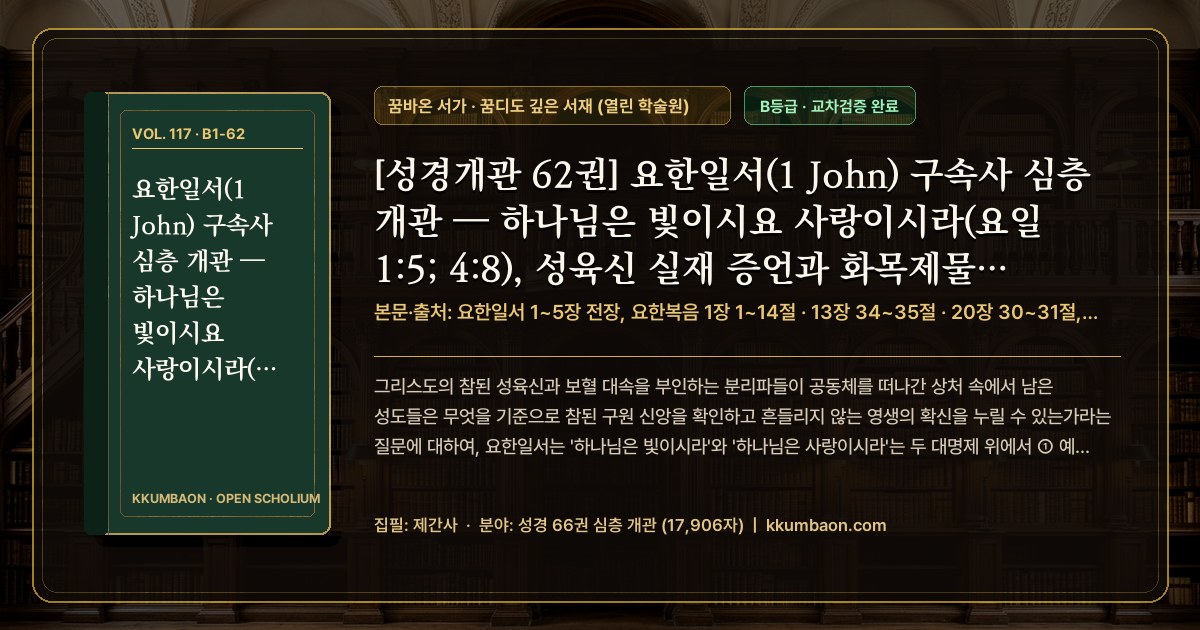 VOL. 117 · B1-62
요한일서(1
John) 구속사
심층 개관 —
하나님은
빛이시요
사랑이시라(…
KKUMBAON · OPEN SCHOLIUM
꿈바온 서가 · 꿈디도 깊은 서재 (열린 학술원)
B등급 · 교차검증 완료
[성경개관 62권] 요한일서(1 John) 구속사 심층
개관 — 하나님은 빛이시요 사랑이시라(요일
1:5; 4:8), 성육신 실재 증언과 화목제물…
본문·출처: 요한일서 1~5장 전장, 요한복음 1장 1~14절 · 13장 34~35절 · 20장 30~31절,…
그리스도의 참된 성육신과 보혈 대속을 부인하는 분리파들이 공동체를 떠나간 상처 속에서 남은
성도들은 무엇을 기준으로 참된 구원 신앙을 확인하고 흔들리지 않는 영생의 확신을 누릴 수 있는가라는
질문에 대하여, 요한일서는 '하나님은 빛이시라'와 '하나님은 사랑이시라'는 두 대명제 위에서 ① 예…
집필: 제간사 · 분야: 성경 66권 심층 개관 (17,906자) | kkumbaon.com